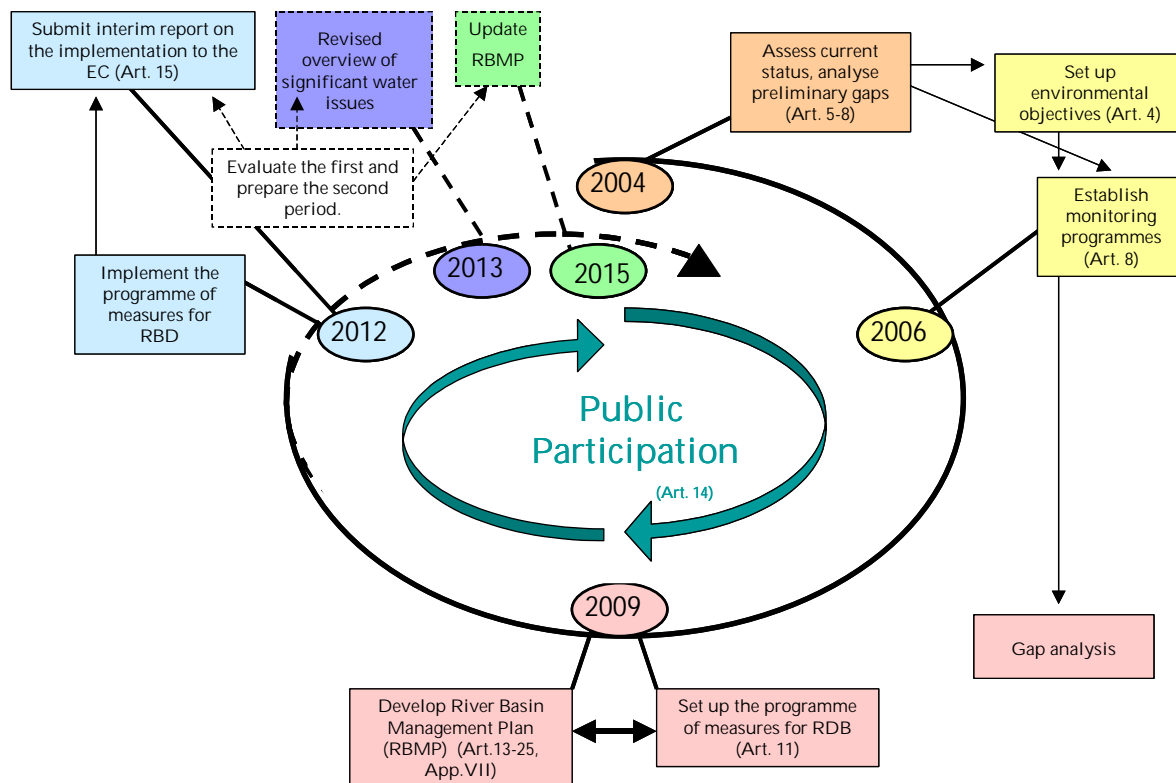 Submit interim report on
the implementation to the
EC (Art. 15)
Revised
overview of
significant water
issues
Update
RBMP
Assess current
status, analyse
preliminary gaps
(Art. 5-8)
Set up
environmental
objectives (Art. 4)
Evaluate the first and
prepare the second
period.
2004
Establish
monitoring
programmes
(Art. 8)
2013
2015
Implement the
programme of
measures for
RBD
2012
2006
Public
Participation
(Art. 14)
2009
Gap analysis
Develop River Basin
Management Plan
(RBMP) (Art.13-25,
App.VII)
Set up the programme
of measures for RDB
(Art. 11)